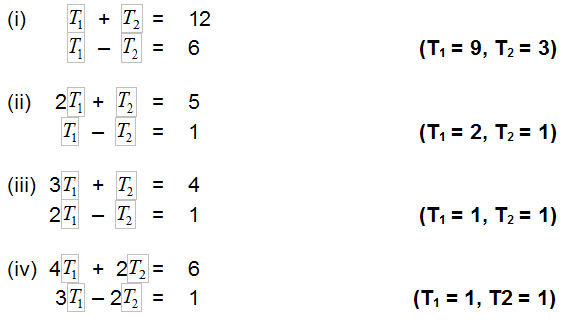 (i) T₁ + T₂ = 12
T₁ – T₂ = 6 (T₁ = 9, T₂ = 3)
(ii) 2T₁ + T₂ = 5
T₁ – T₂ = 1 (T₁ = 2, T₂ = 1)
(iii) 3T₁ + T₂ = 4
2T₁ – T₂ = 1 (T₁ = 1, T₂ = 1)
(iv) 4T₁ + 2T₂ = 6
3T₁ – 2T₂ = 1 (T₁ = 1, T2 = 1)